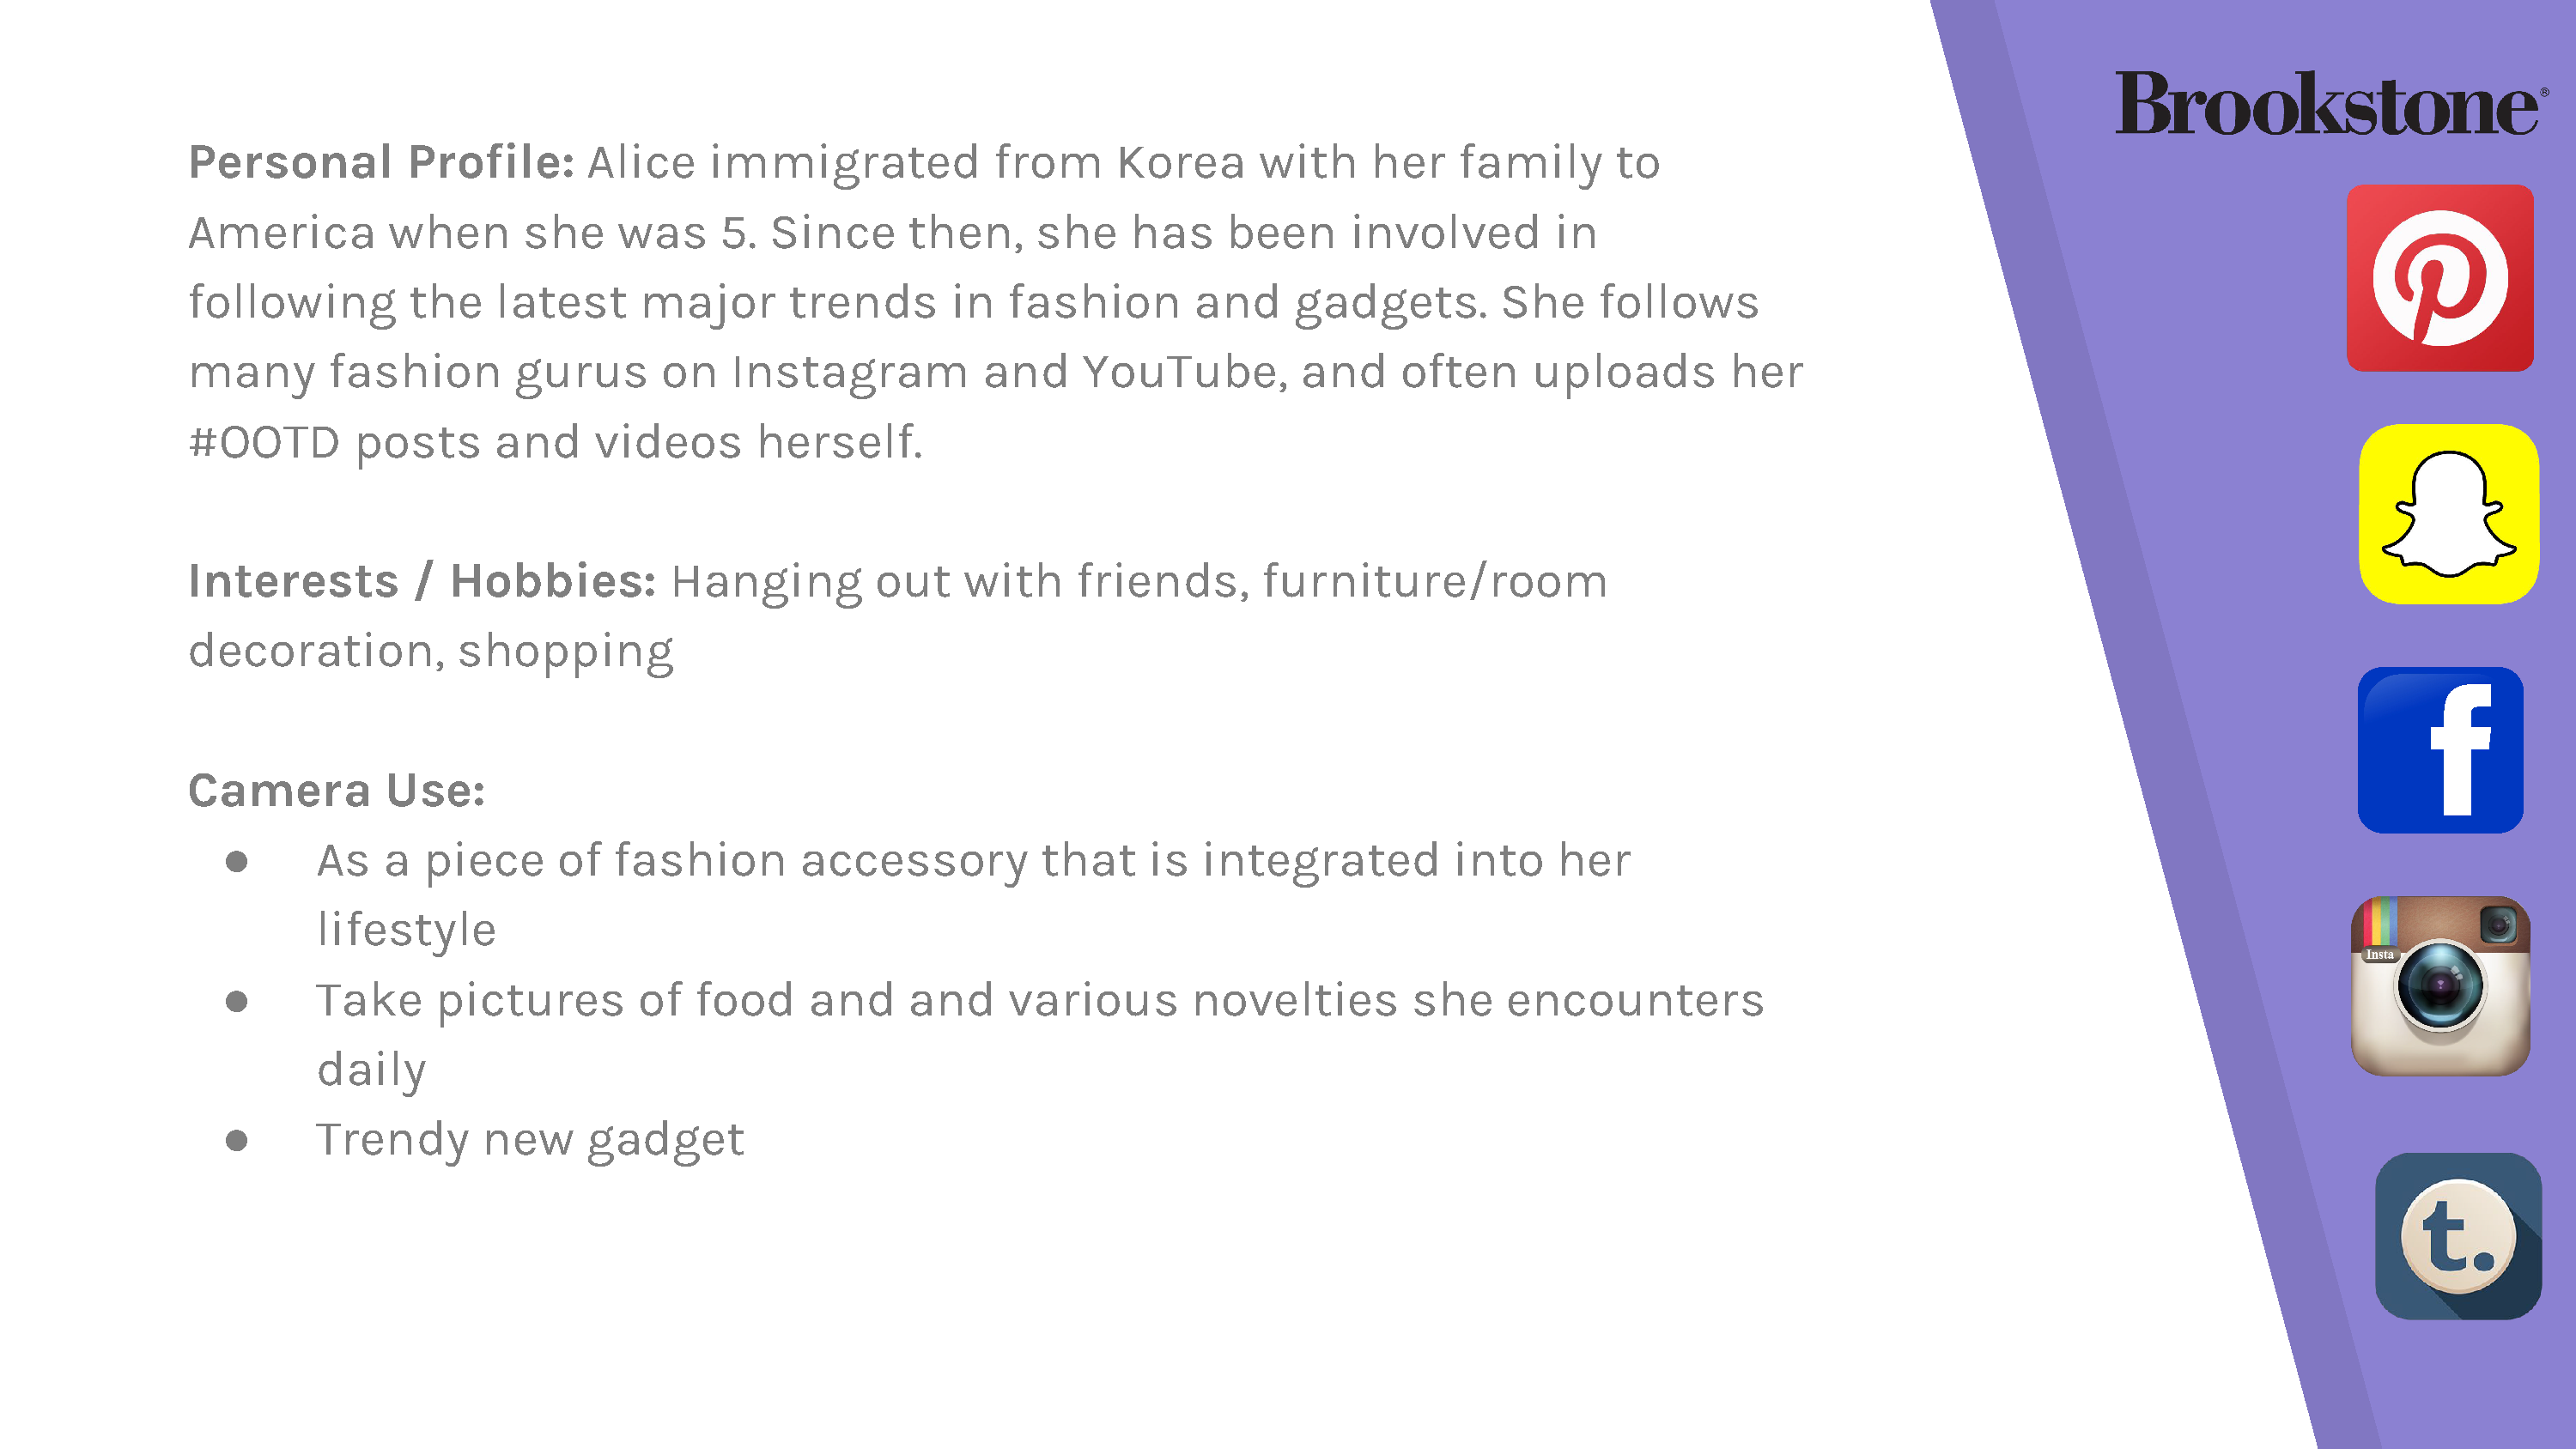 Brookstone®
Personal Profile: Alice immigrated from Korea with her family to
America when she was 5. Since then, she has been involved in
following the latest major trends in fashion and gadgets. She follows
many fashion gurus on Instagram and YouTube, and often uploads her
#OOTD posts and videos herself.
Interests / Hobbies: Hanging out with friends, furniture/room
decoration, shopping
Camera Use:
● As a piece of fashion accessory that is integrated into her
lifestyle
● Take pictures of food and and various novelties she encounters
daily
● Trendy new gadget
f
Insta
t.